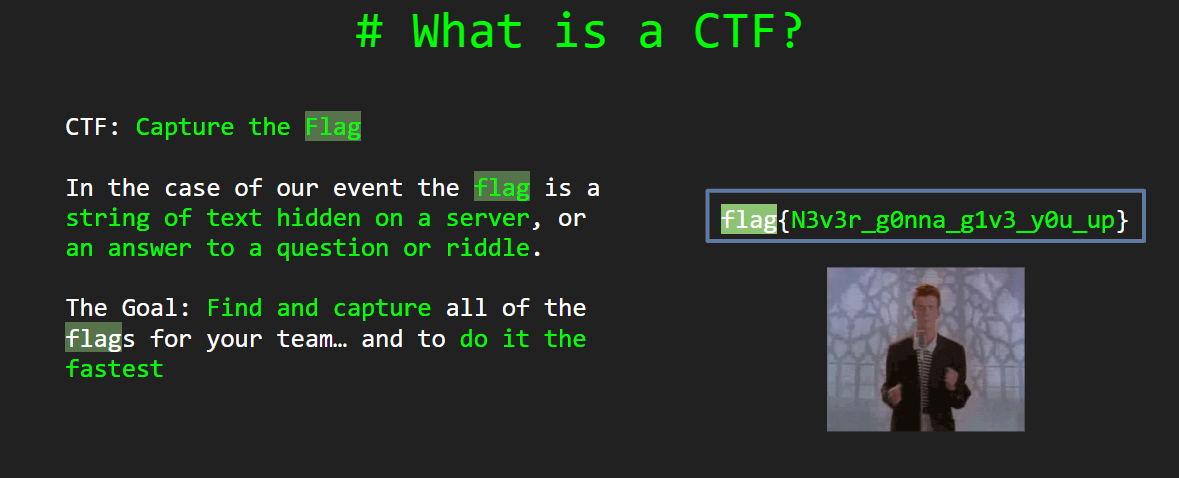 # What is a CTF?
CTF: Capture the Flag
In the case of our event the flag is a
string of text hidden on a server, or
an answer to a question or riddle.
The Goal: Find and capture all of the
flags for your team… and to do it the
fastest
flag{N3v3r_g0nna_g1v3_y0u_up}